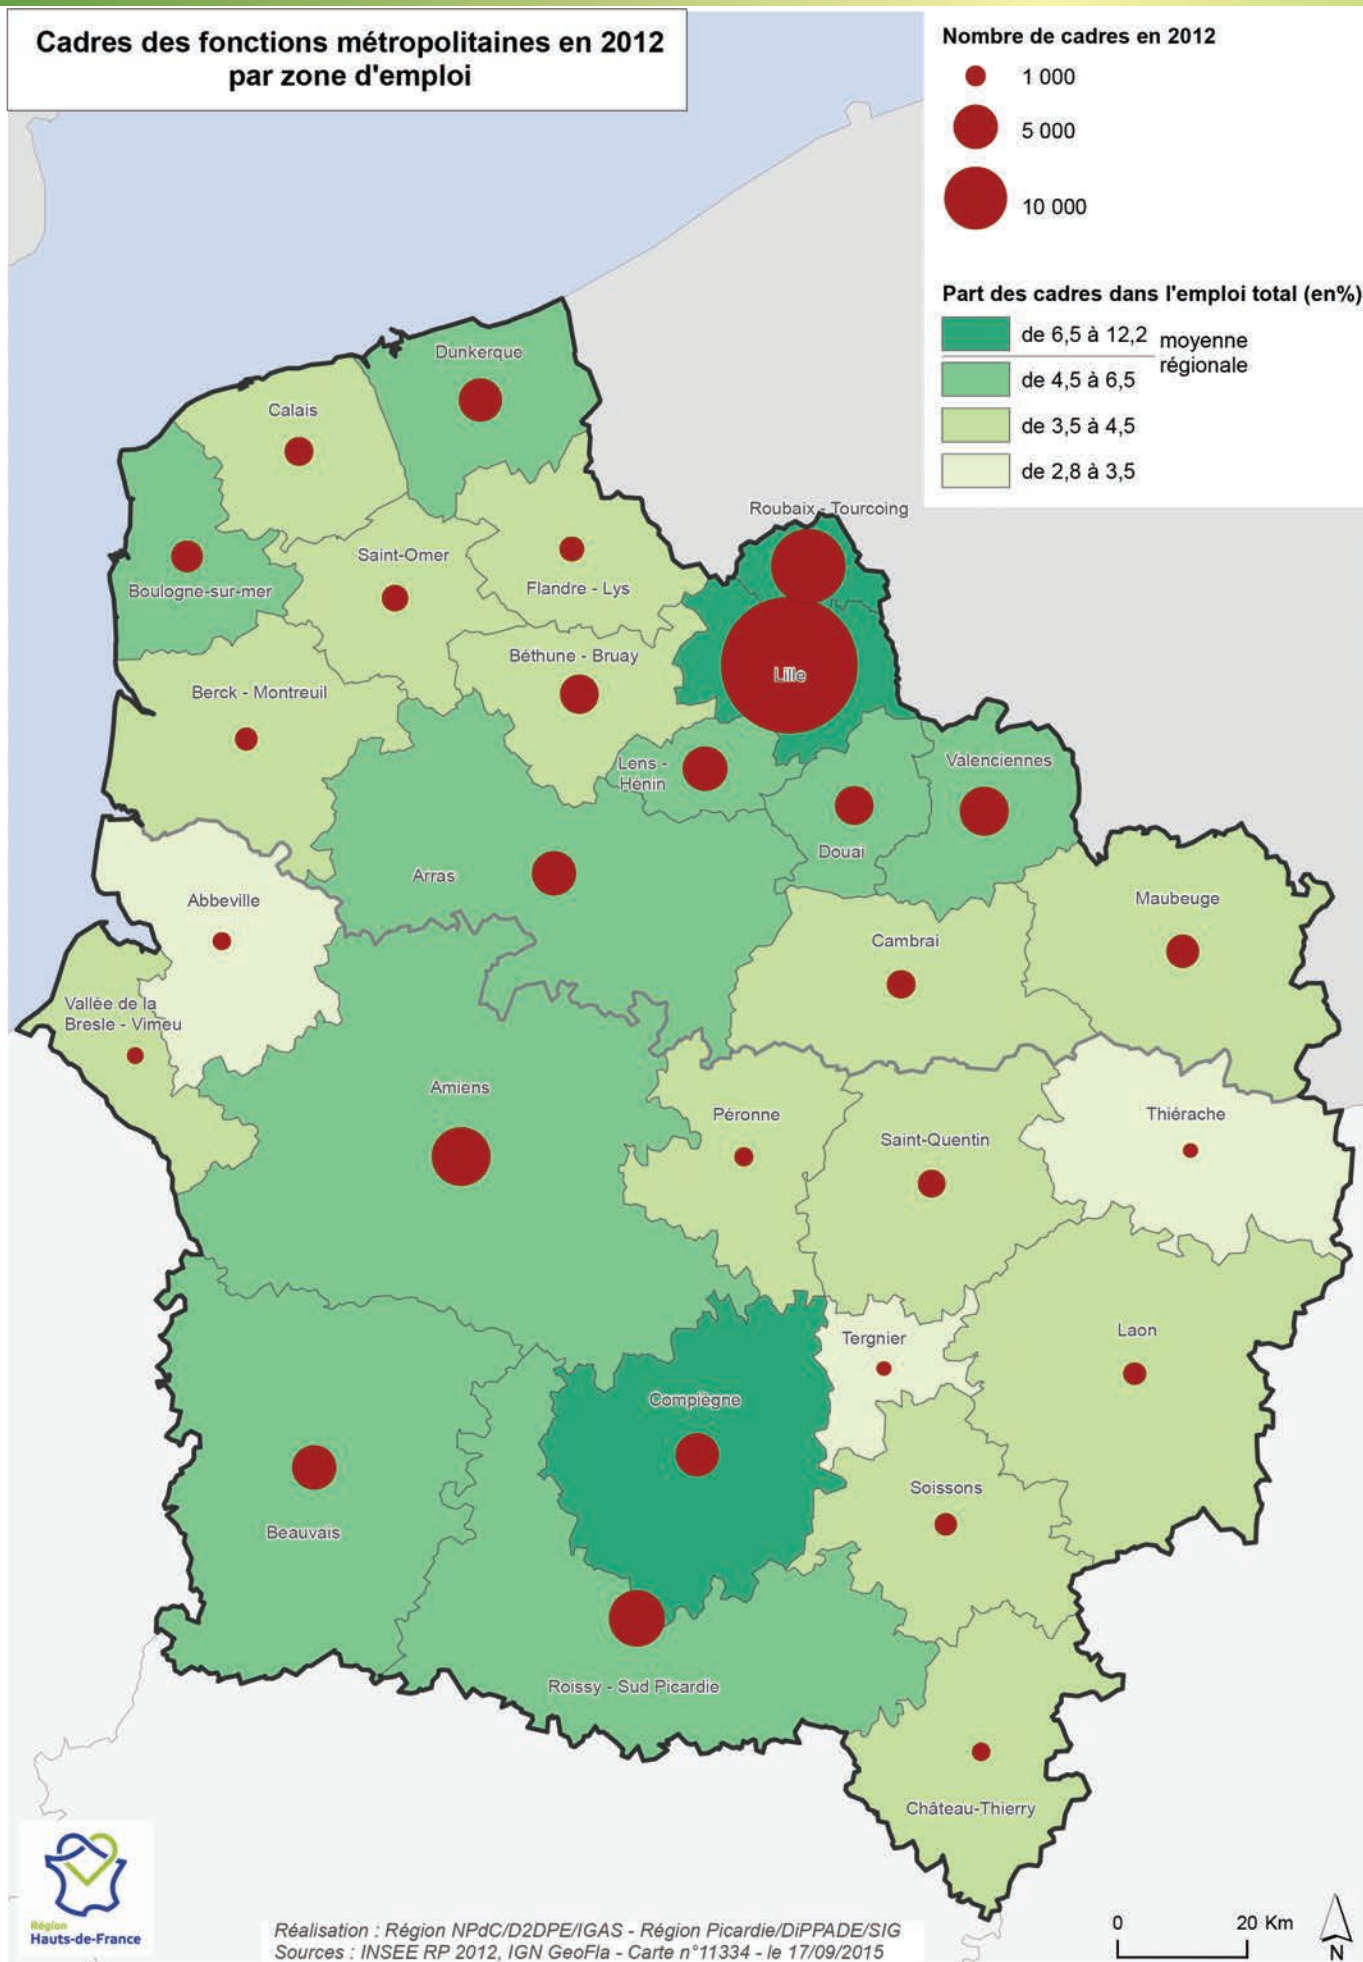 Cadres des fonctions métropolitaines en 2012
par zone d'emploi
Nombre de cadres en 2012
1 000
5 000
10 000
Part des cadres dans l'emploi total (en%)
de 6,5 à 12,2
moyenne
régionale
de 4,5 à 6,5
de 3,5 à 4,5
de 2,8 à 3,5
Dunkerque
Calais
Roubaix - Tourcoing
Saint-Omer
Boulogne-sur-mer
Flandre - Lys
Béthune - Bruay
Lille
Berck - Montreuil
Lens -
Hénin
Valenciennes
Douai
Arras
Abbeville
Maubeuge
Cambrai
Vallée de la
Bresle - Vimeu
Amiens
Péronne
Thiérache
Saint-Quentin
Tergnier
Laon
Compiègne
Soissons
Beauvais
Roissy - Sud Picardie
Château-Thierry
Région
Hauts-de-France
Réalisation : Région NPdC/D2DPE/IGAS - Région Picardie/DiPPADE/SIG
Sources : INSEE RP 2012, IGN GeoFla - Carte n°11334 - le 17/09/2015
0 20 Km
N